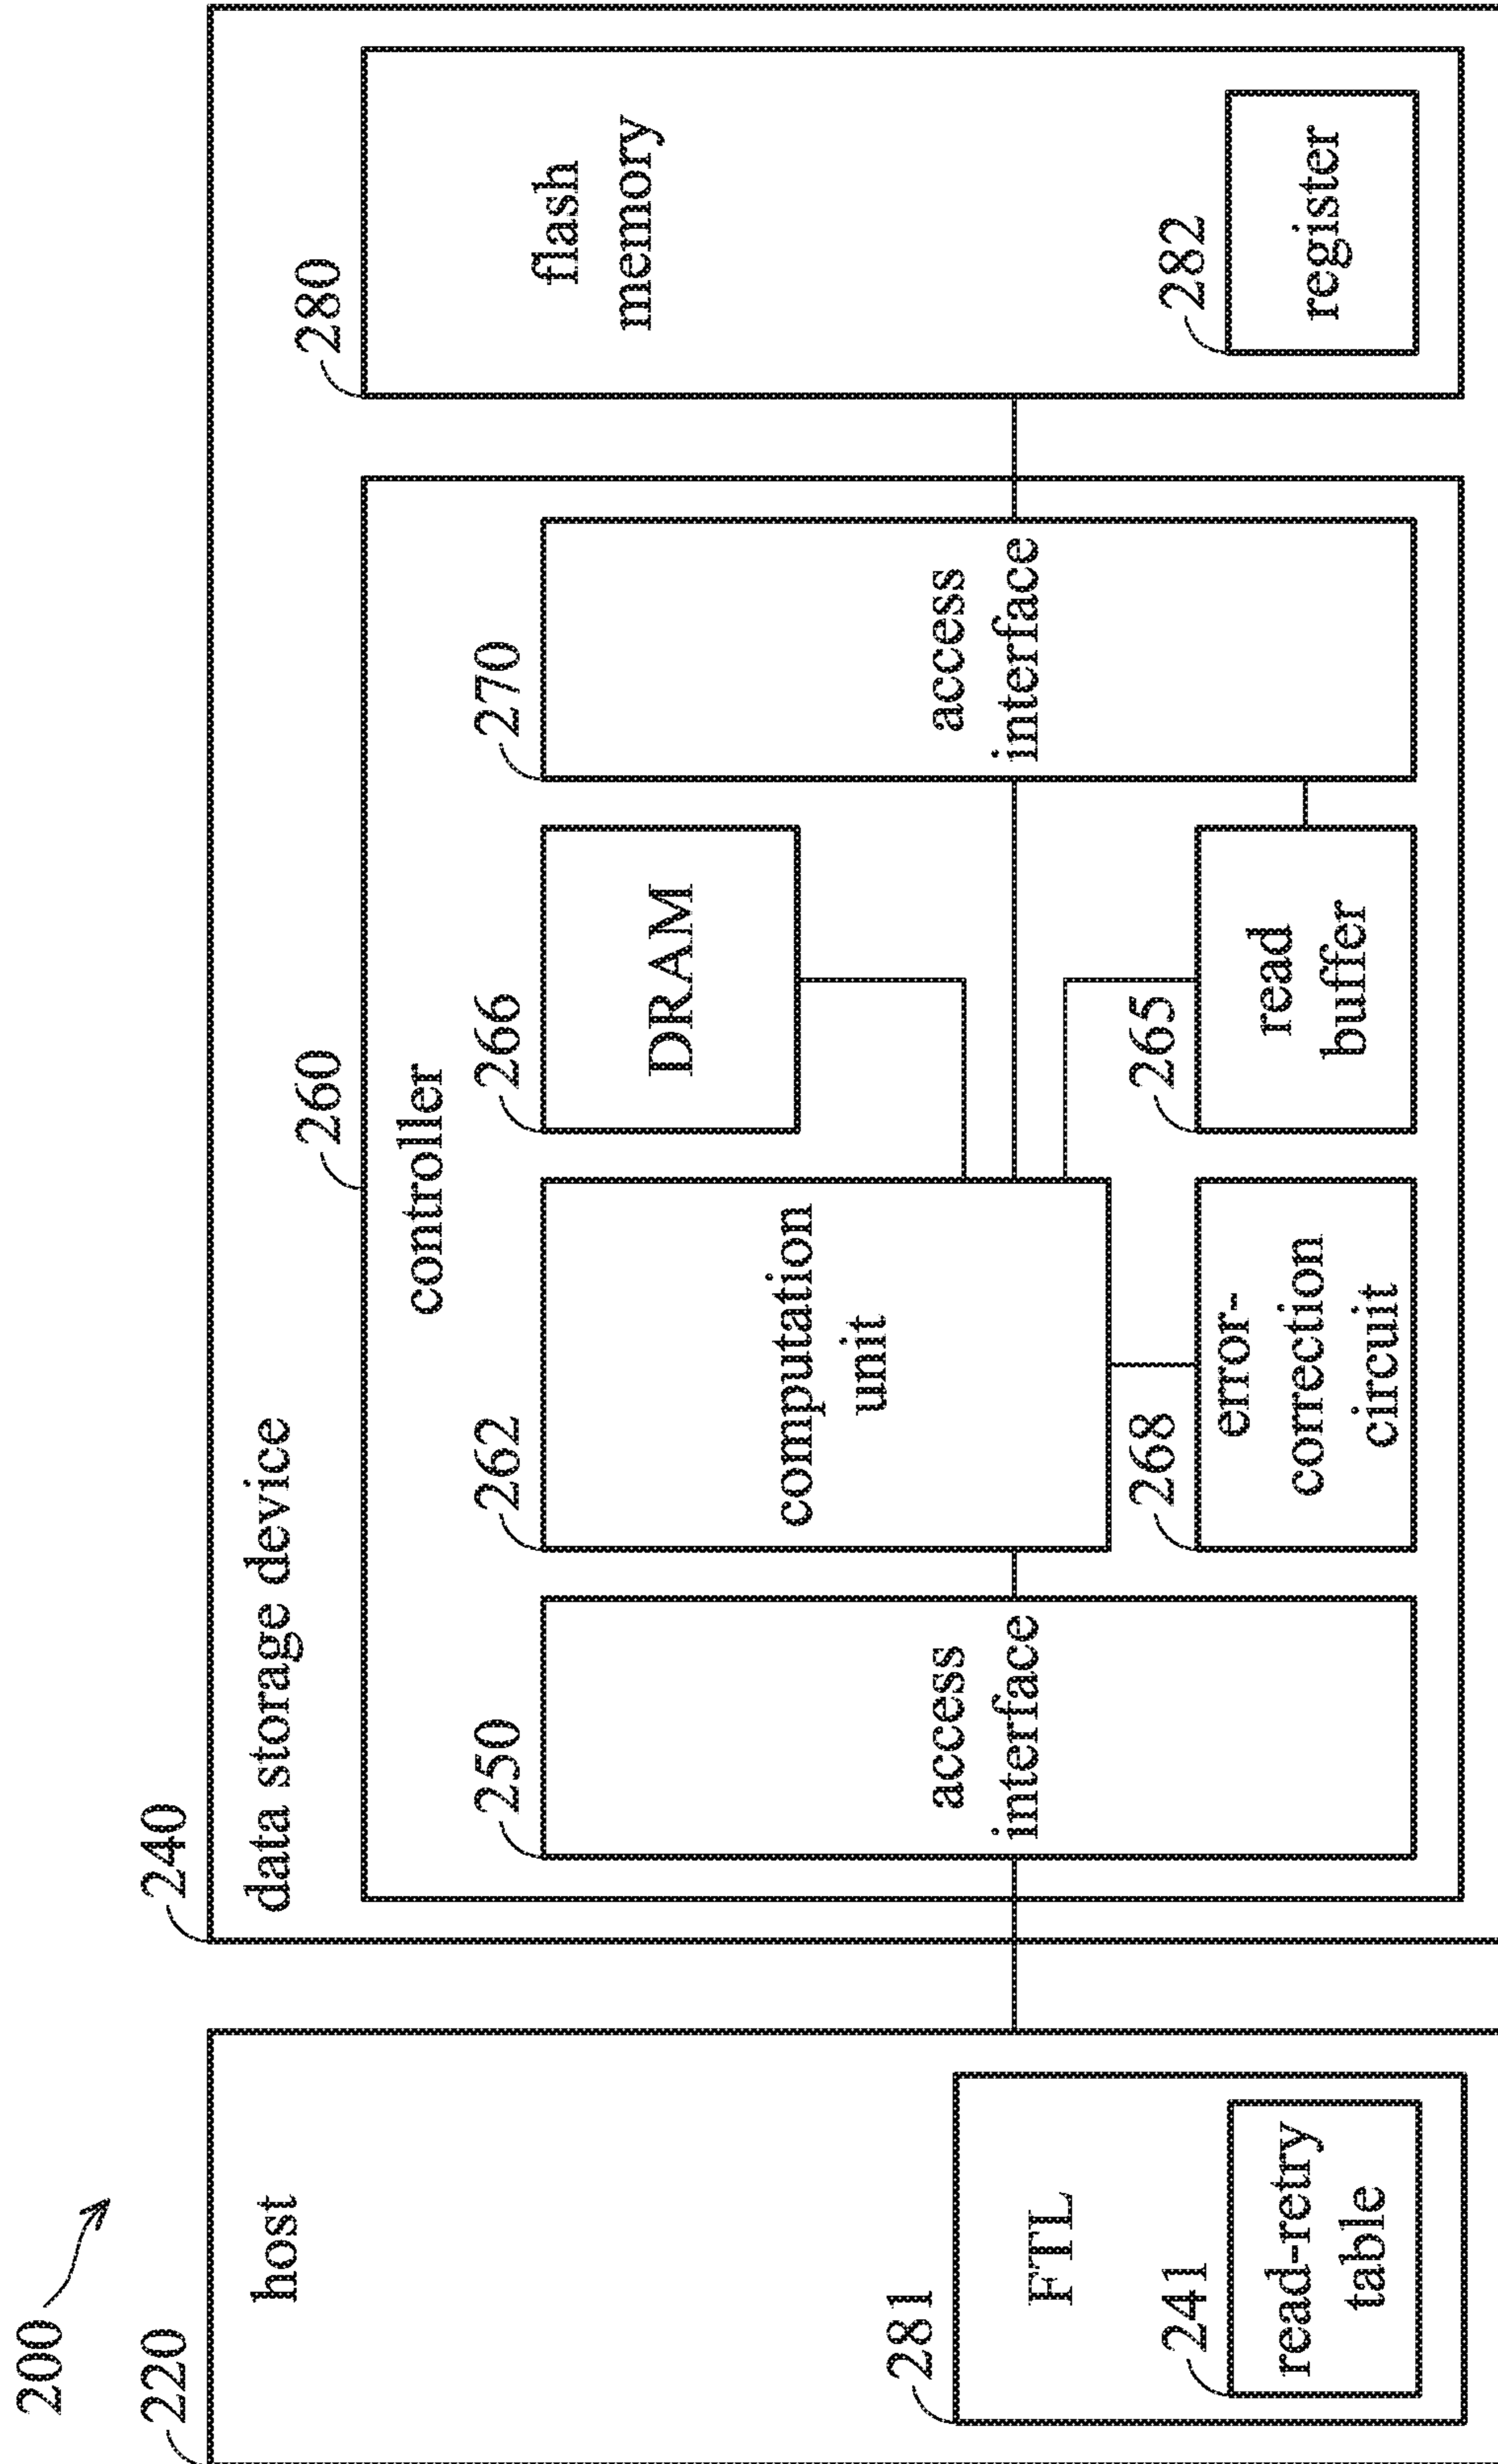 200
220
host
281
FTL
241
read-retry
table
240
data storage device
260
controller
250
access
interface
262
computation
unit
268
error-
correction
circuit
266
DRAM
265
read
buffer
270
access
interface
280
flash
memory
282
register